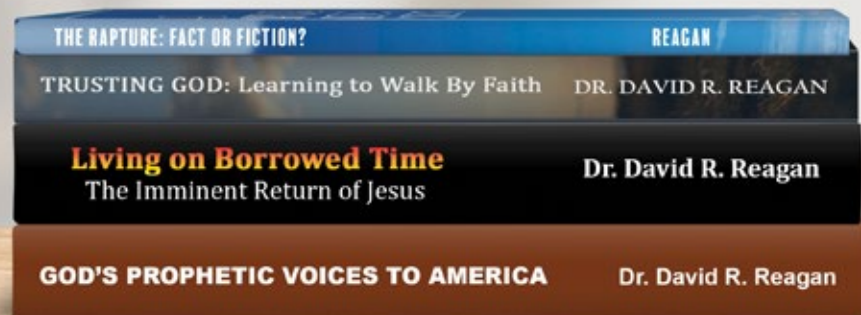 THE RAPTURE: FACT OR FICTION? REAGAN
TRUSTING GOD: Learning to Walk By Faith DR. DAVID R. REAGAN
Living on Borrowed Time
The Imminent Return of Jesus
Dr. David R. Reagan
GOD'S PROPHETIC VOICES TO AMERICA Dr. David R. Reagan